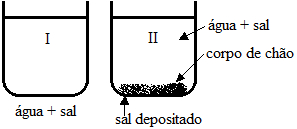 I
II
água + sal
corpo de chão
água + sal
sal depositado